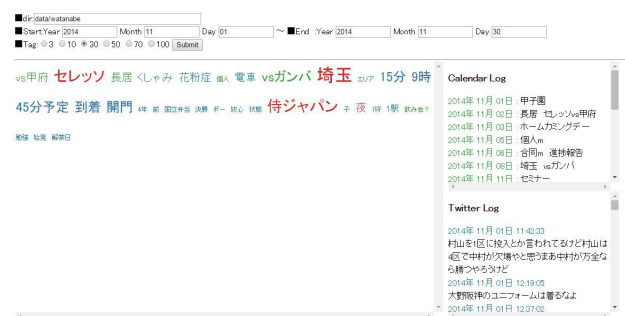 ■dir: data/watanabe
■Start:Year 2014 Month 11 Day 01 ～ ■End :Year 2014 Month 11 Day 30
■Tag: 3 10 30 50 70 100 Submit
vs甲府 セレッソ 長居 くしゃみ 花粉症 個人 電車 vsガンバ 埼玉 エリア 15分 9時
45分予定 到着 開門 4年 前 国立弁当 決勝 ボー 狼心 状態 侍ジャパン 子 夜 1駅 飲み会?
勉強 始発 解禁日
Calendar Log
2014年 11月 01日 : 甲子園
2014年 11月 02日 : 長居 セレッソvs甲府
2014年 11月 03日 : ホームカミングデー
2014年 11月 05日 : 個人m
2014年 11月 06日 : 合同m 進捗報告
2014年 11月 08日 : 埼玉 vsガンバ
2014年 11月 11日 : セミナー
Twitter Log
2014年 11月 01日 11:42:33
村山を1区に投入とか言われてるけど村山は
4区で中村が欠場やと思うまあ中村が万全な
ら勝つやろうけど
2014年 11月 01日 12:19:05
大野阪神のユニフォームは着るなよ
2014年 11月 01日 12:37:02